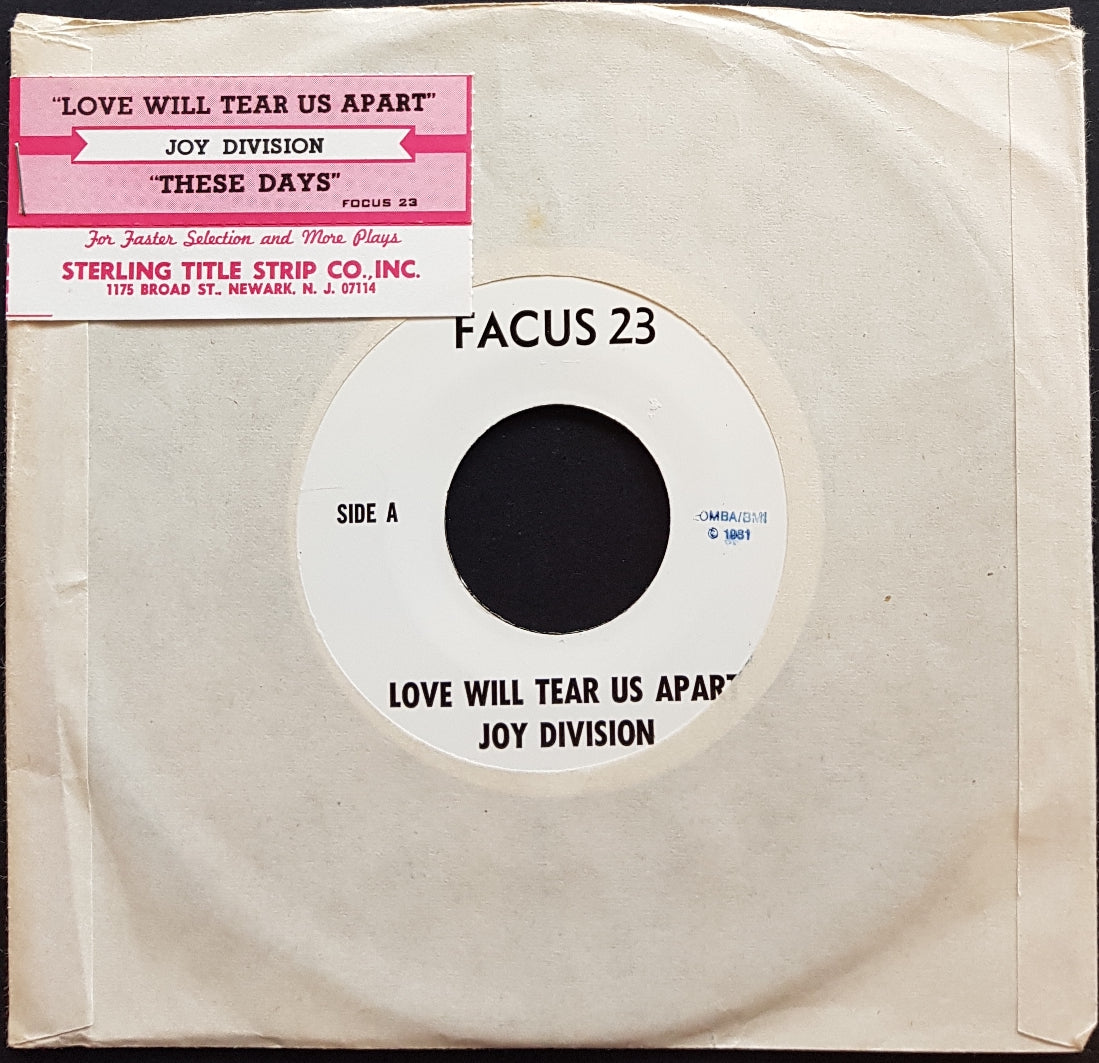 "LOVE WILL TEAR US APART"
JOY DIVISION
"THESE DAYS"
FOCUS 23
For Faster Selection and More Plays
STERLING TITLE STRIP CO., INC.
1175 BROAD ST., NEWARK, N. J. 07114
FACUS 23
SIDE A
OMBA/BMI
© 1981
LOVE WILL TEAR US APART
JOY DIVISION